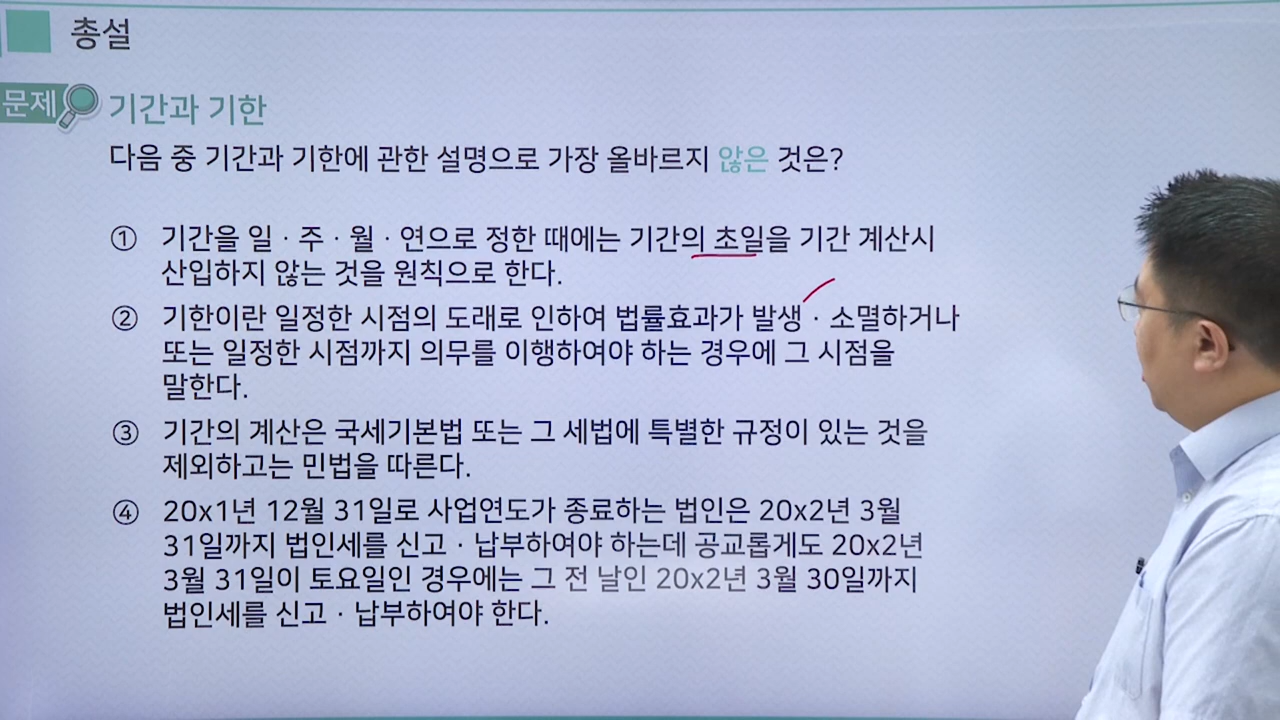 총설
문제 기간과 기한
다음 중 기간과 기한에 관한 설명으로 가장 올바르지 않은 것은?
① 기간을 일 · 주 · 월 · 연으로 정한 때에는 기간의 초일을 기간 계산시
산입하지 않는 것을 원칙으로 한다.
② 기한이란 일정한 시점의 도래로 인하여 법률효과가 발생 · 소멸하거나
또는 일정한 시점까지 의무를 이행하여야 하는 경우에 그 시점을
말한다.
③ 기간의 계산은 국세기본법 또는 그 세법에 특별한 규정이 있는 것을
제외하고는 민법을 따른다.
④ 20x1년 12월 31일로 사업연도가 종료하는 법인은 20x2년 3월
31일까지 법인세를 신고 · 납부하여야 하는데 공교롭게도 20x2년
3월 31일이 토요일인 경우에는 그 전 날인 20x2년 3월 30일까지
법인세를 신고 · 납부하여야 한다.